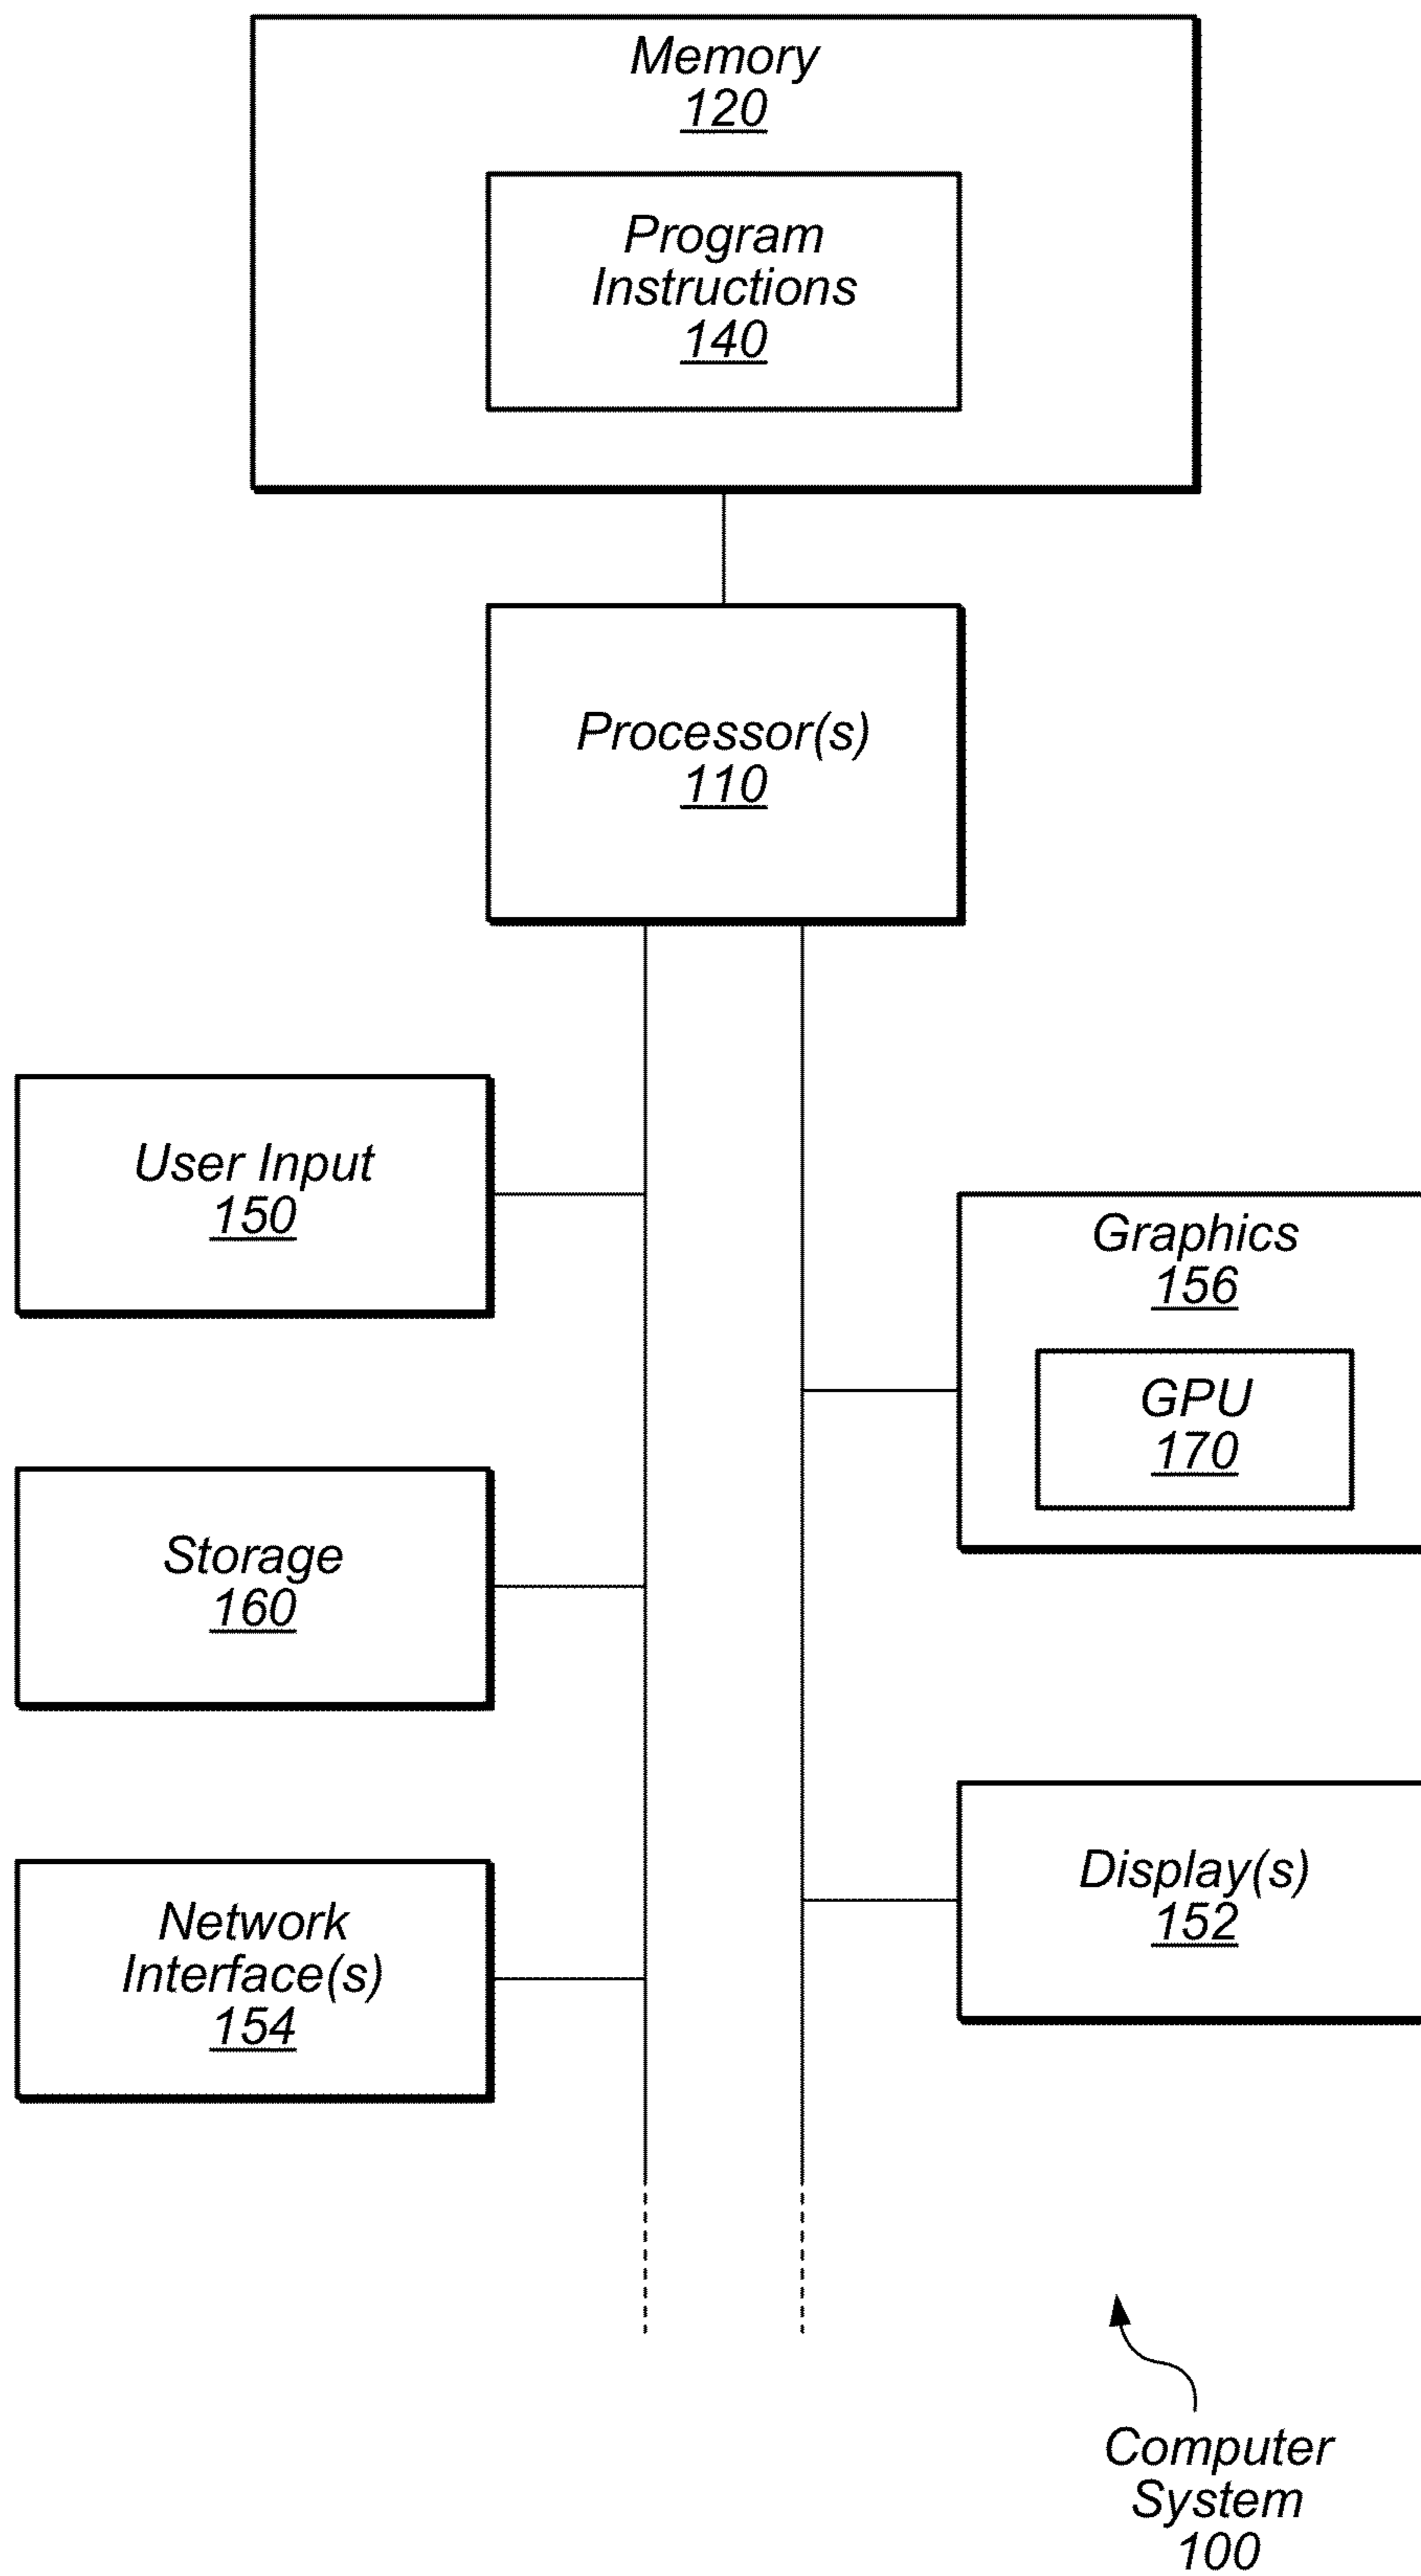 Memory
120
Program
Instructions
140
Processor(s)
110
User Input
150
Graphics
156
GPU
170
Storage
160
Display(s)
152
Network
Interface(s)
154
Computer
System
100